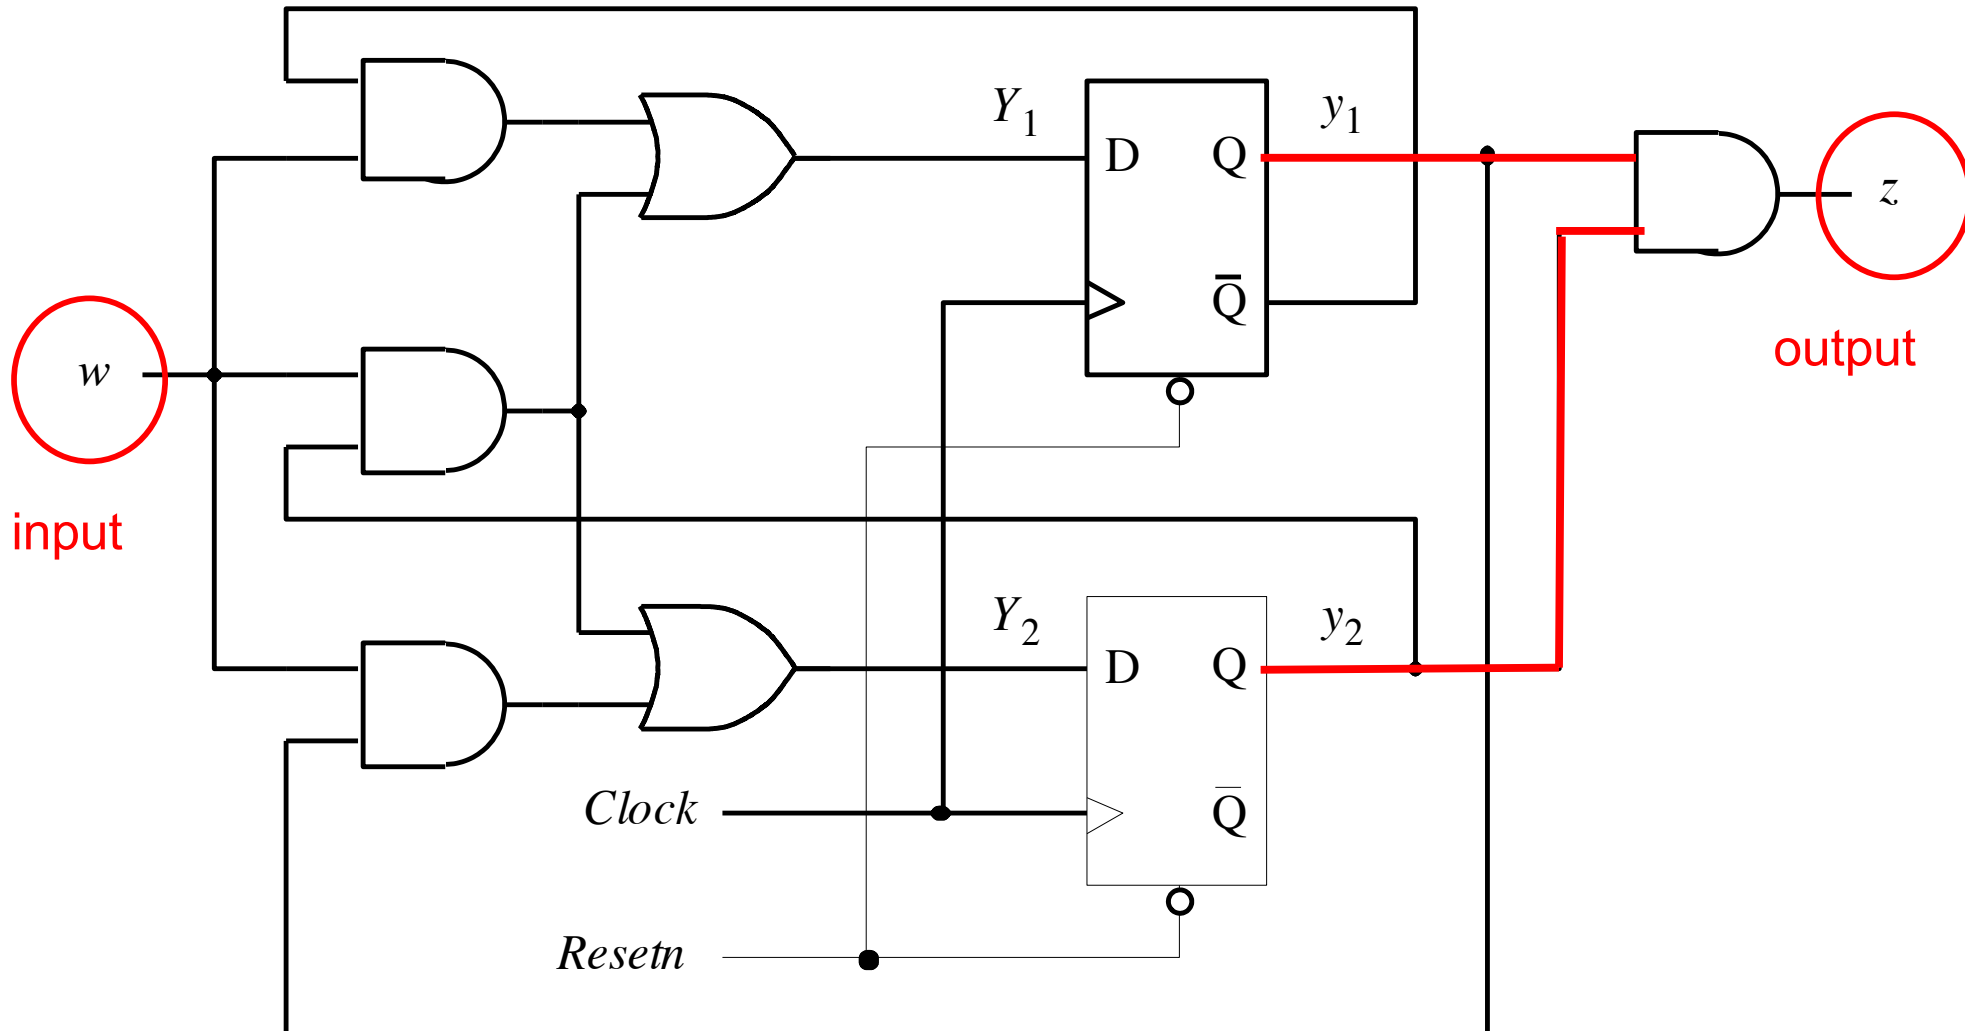 Y₁
y₁
D
Q
Q̅
z
output
w
input
Y₂
y₂
D
Q
Q̅
Clock
Resetn